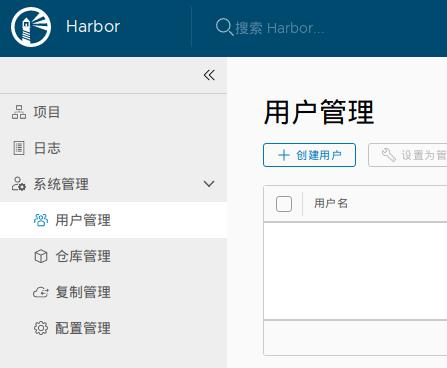 Harbor
搜索 Harbor...
项目
日志
系统管理
用户管理
仓库管理
复制管理
配置管理
用户管理
创建用户
设置为管
用户名